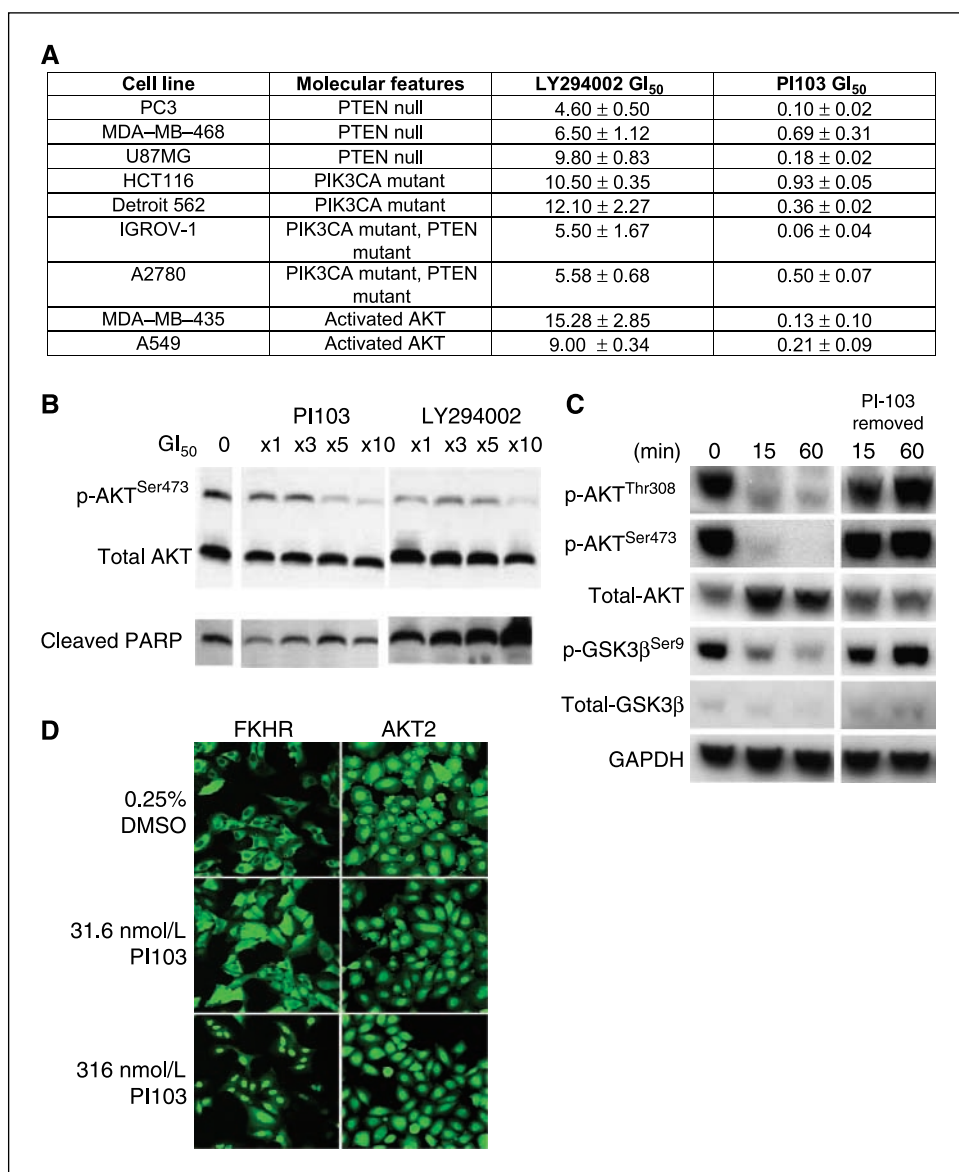 A
Cell line Molecular features LY294002 GI50 PI103 GI50
PC3 PTEN null 4.60 ± 0.50 0.10 ± 0.02
MDA–MB–468 PTEN null 6.50 ± 1.12 0.69 ± 0.31
U87MG PTEN null 9.80 ± 0.83 0.18 ± 0.02
HCT116 PIK3CA mutant 10.50 ± 0.35 0.93 ± 0.05
Detroit 562 PIK3CA mutant 12.10 ± 2.27 0.36 ± 0.02
IGROV-1 PIK3CA mutant, PTEN 5.50 ± 1.67 0.06 ± 0.04
mutant
A2780 PIK3CA mutant, PTEN 5.58 ± 0.68 0.50 ± 0.07
mutant
MDA–MB–435 Activated AKT 15.28 ± 2.85 0.13 ± 0.10
A549 Activated AKT 9.00 ± 0.34 0.21 ± 0.09
B
PI103 LY294002
GI50 0 x1 x3 x5 x10 x1 x3 x5 x10
p-AKTSer473
Total AKT
Cleaved PARP
C
PI-103
removed
(min) 0 15 60 15 60
p-AKTThr308
p-AKTSer473
Total-AKT
p-GSK3βSer9
Total-GSK3β
GAPDH
D
FKHR AKT2
0.25%
DMSO
31.6 nmol/L
PI103
316 nmol/L
PI103